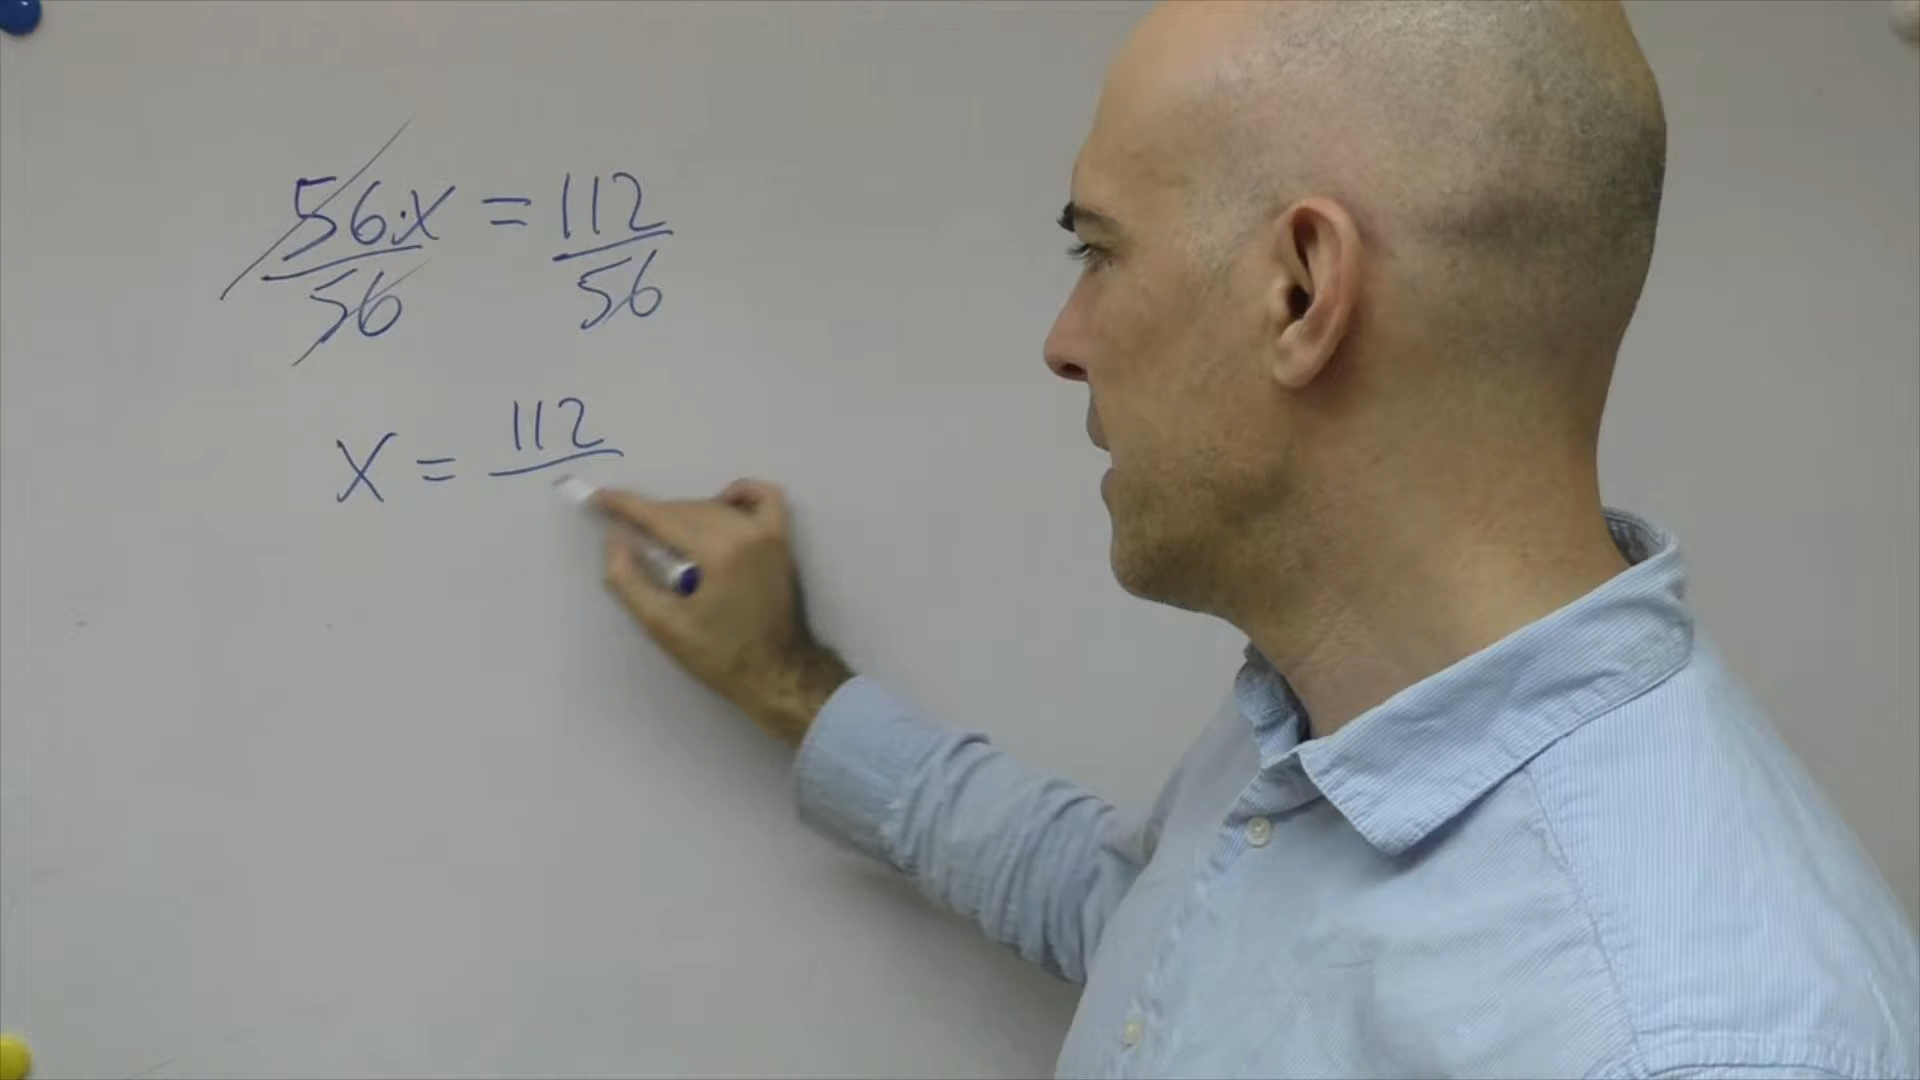 56·x = 112
56 56
x = 112